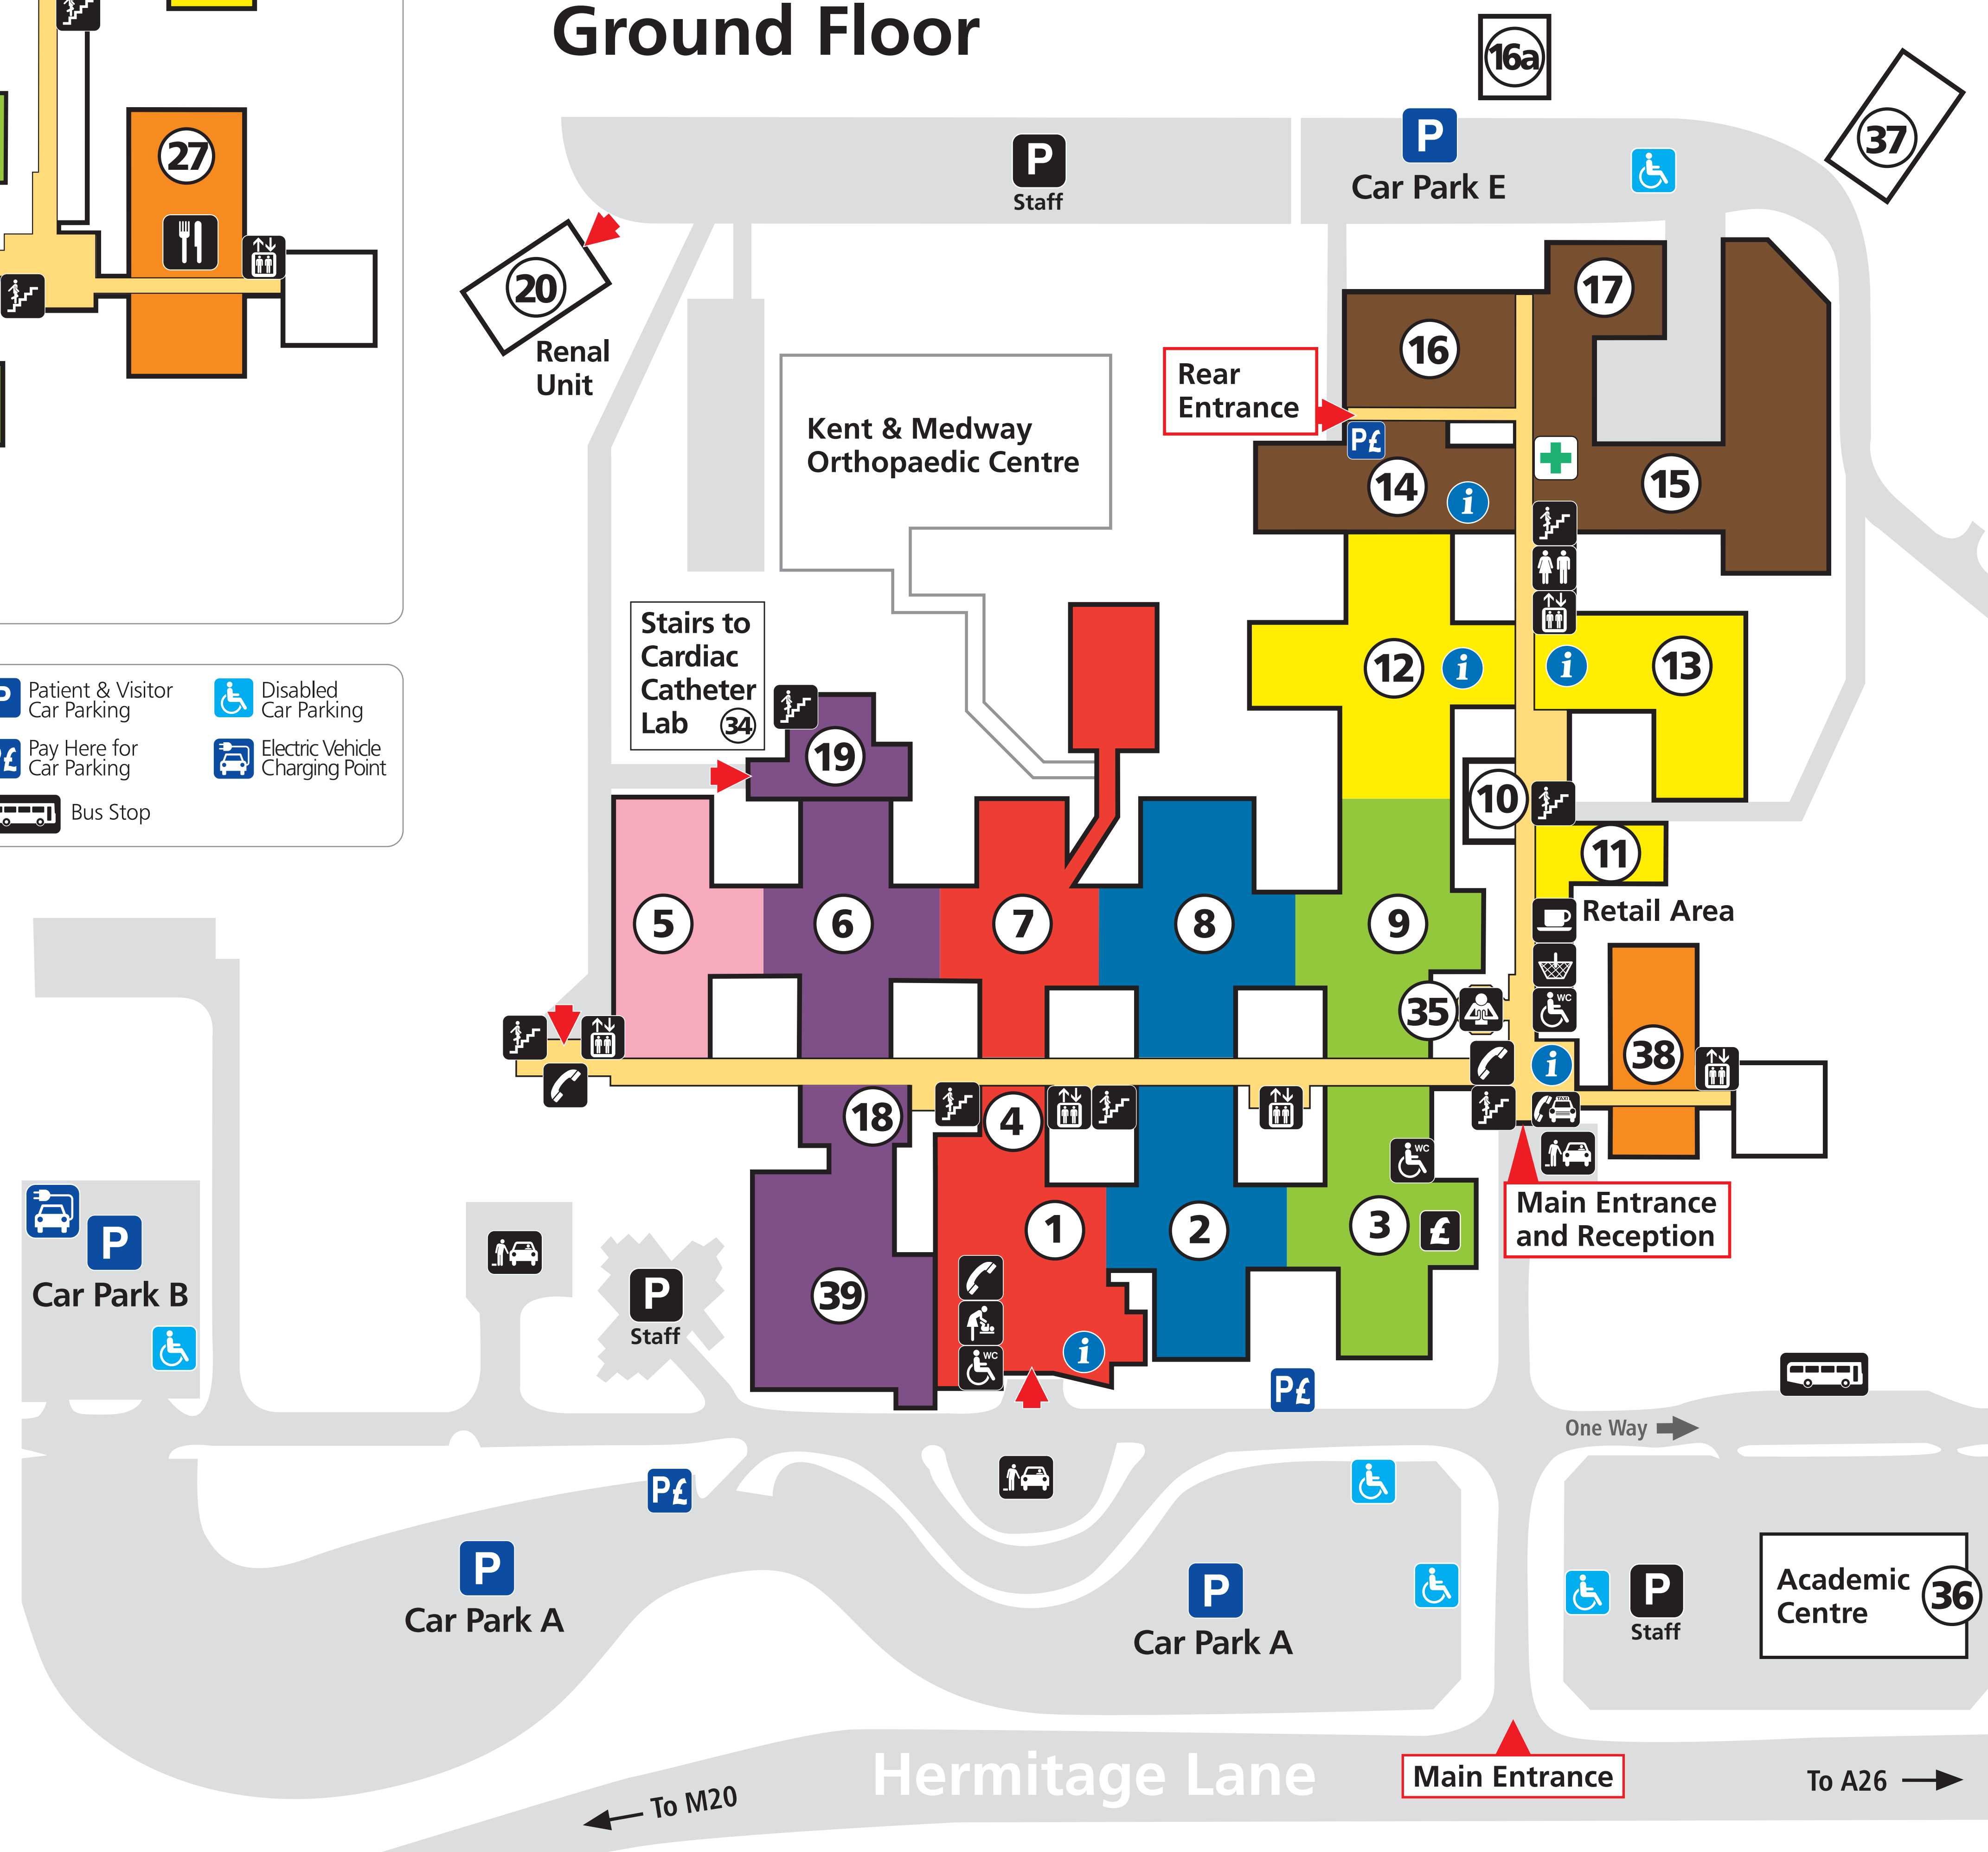 Ground Floor
16a
37
27
P
Staff
P
Car Park E
20
Renal
Unit
17
16
Rear
Entrance
Kent & Medway
Orthopaedic Centre
P£
14
i
15
Stairs to
Cardiac
Catheter
Lab 34
19
12
i
i
13
P
Patient & Visitor
Car Parking
Disabled
Car Parking
£
Pay Here for
Car Parking
Electric Vehicle
Charging Point
Bus Stop
10
11
Retail Area
5
6
7
8
9
35
WC
38
i
18
4
TAXI
WC
Main Entrance
and Reception
1
2
3
£
39
P
Car Park B
P
Staff
WC
i
P£
One Way
P£
P
Car Park A
P
Car Park A
P
Staff
Academic
Centre
36
Hermitage Lane
Main Entrance
To M20
To A26